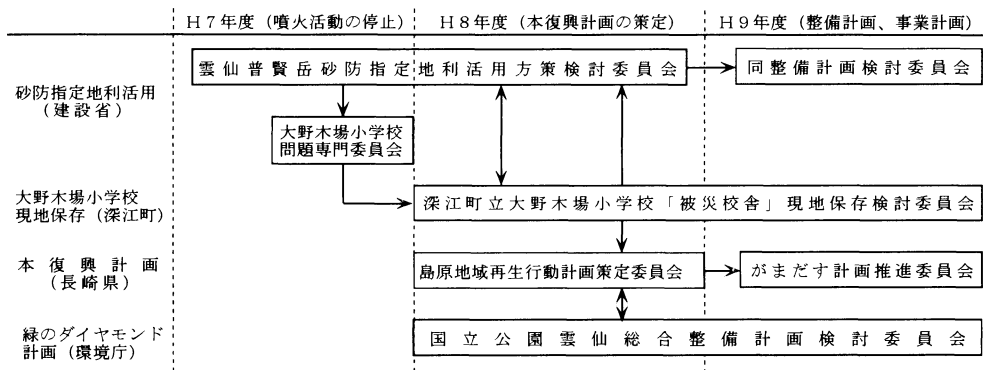 H7年度（噴火活動の停止） H8年度（本復興計画の策定） H9年度（整備計画、事業計画）
雲仙普賢岳砂防指定地利活用方策検討委員会
同整備計画検討委員会
砂防指定地利活用
（建設省）
大野木場小学校
問題専門委員会
大野木場小学校
現地保存（深江町）
深江町立大野木場小学校「被災校舎」現地保存検討委員会
本復興計画
（長崎県）
島原地域再生行動計画策定委員会
がまだす計画推進委員会
緑のダイヤモンド
計画（環境庁）
国立公園雲仙総合整備計画検討委員会